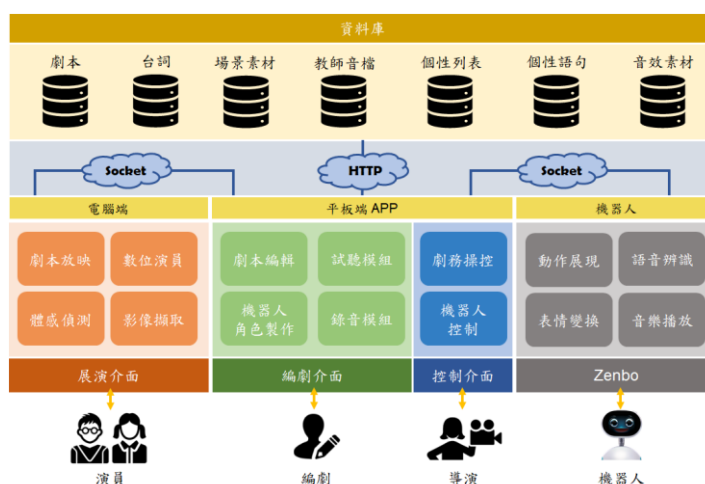 資料庫
劇本 台詞 場景素材 教師音檔 個性列表 個性語句 音效素材
Socket HTTP Socket
電腦端 平板端 APP 機器人
劇本放映 數位演員 劇本編輯 試聽模組 劇務操控 動作展現 語音辨識
體感偵測 影像擷取 機器人
角色製作 錄音模組 機器人
控制 表情變換 音樂播放
展演介面 編劇介面 控制介面 Zenbo
演員 編劇 導演 機器人